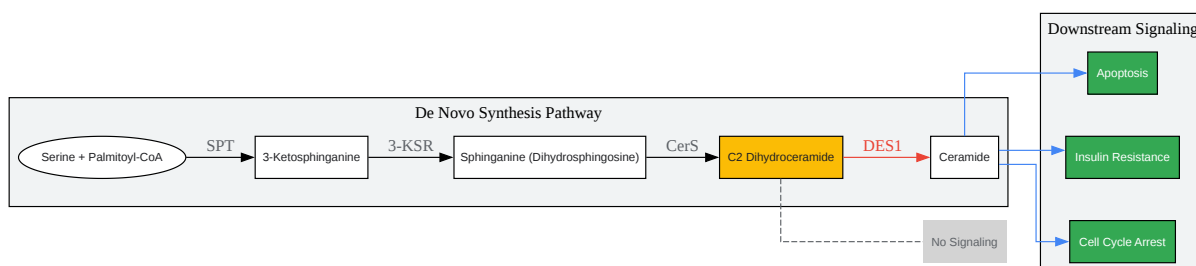 Downstream Signaling
Apoptosis
De Novo Synthesis Pathway
SPT
3-KSR
CerS
DES1
Serine + Palmitoyl-CoA
3-Ketosphinganine
Sphinganine (Dihydrosphingosine)
C2 Dihydroceramide
Ceramide
Insulin Resistance
No Signaling
Cell Cycle Arrest